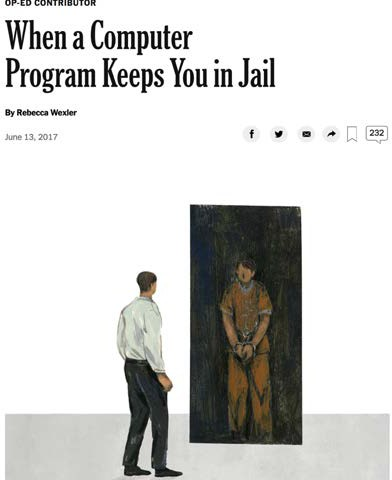 OP-ED CONTRIBUTOR
When a Computer
Program Keeps You in Jail
By Rebecca Wexler
June 13, 2017
232